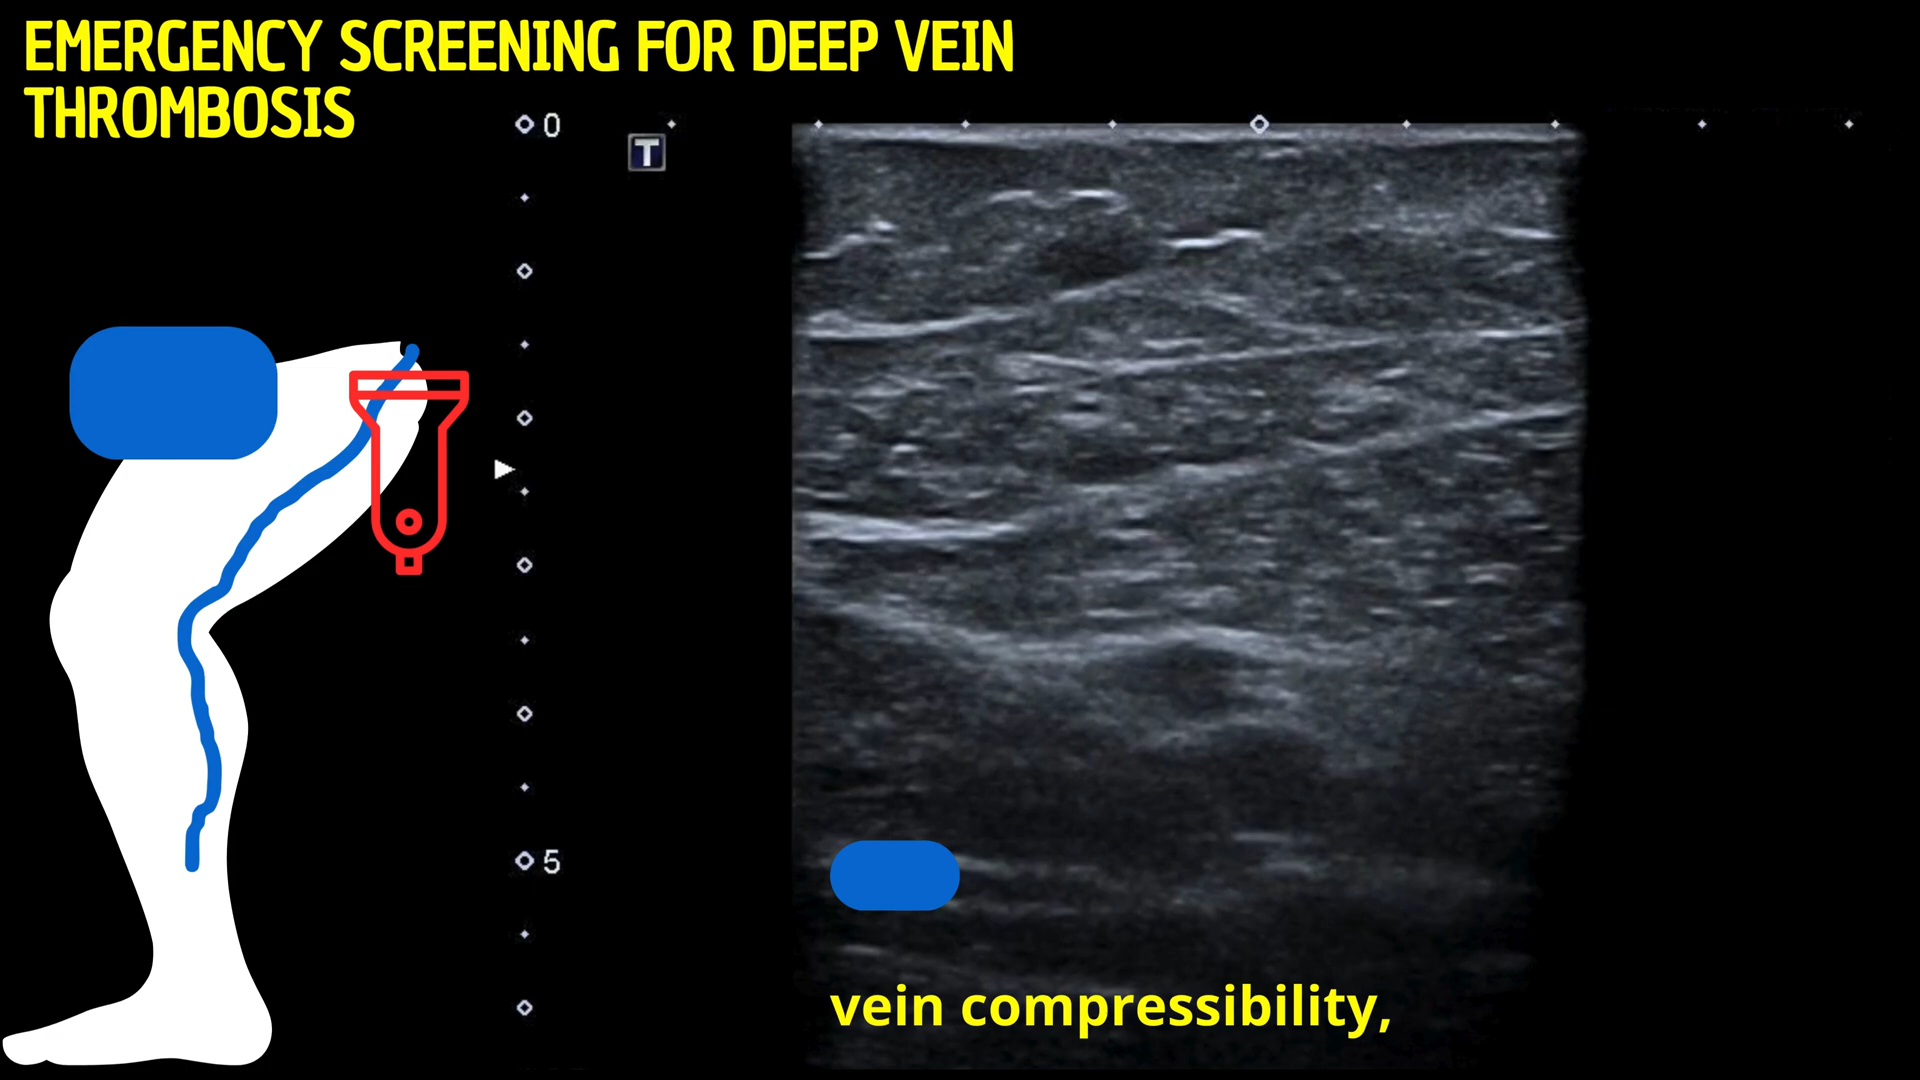 EMERGENCY SCREENING FOR DEEP VEIN
THROMBOSIS
0
T
5
vein compressibility,